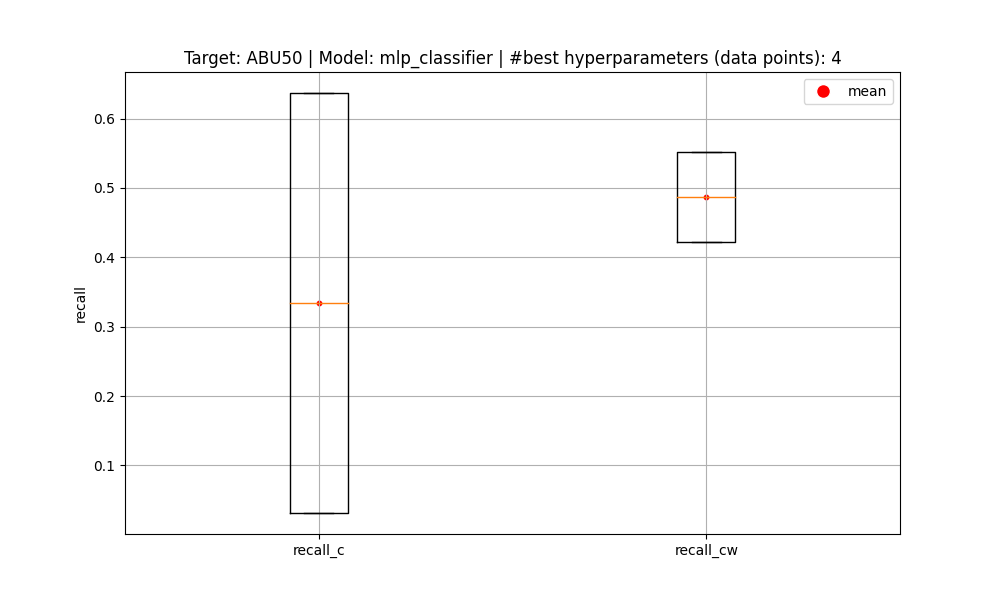 Target: ABU50 | Model: mlp_classifier | #best hyperparameters (data points): 4
mean
0.6
0.5
0.4
0.3
0.2
0.1
recall
recall_c
recall_cw